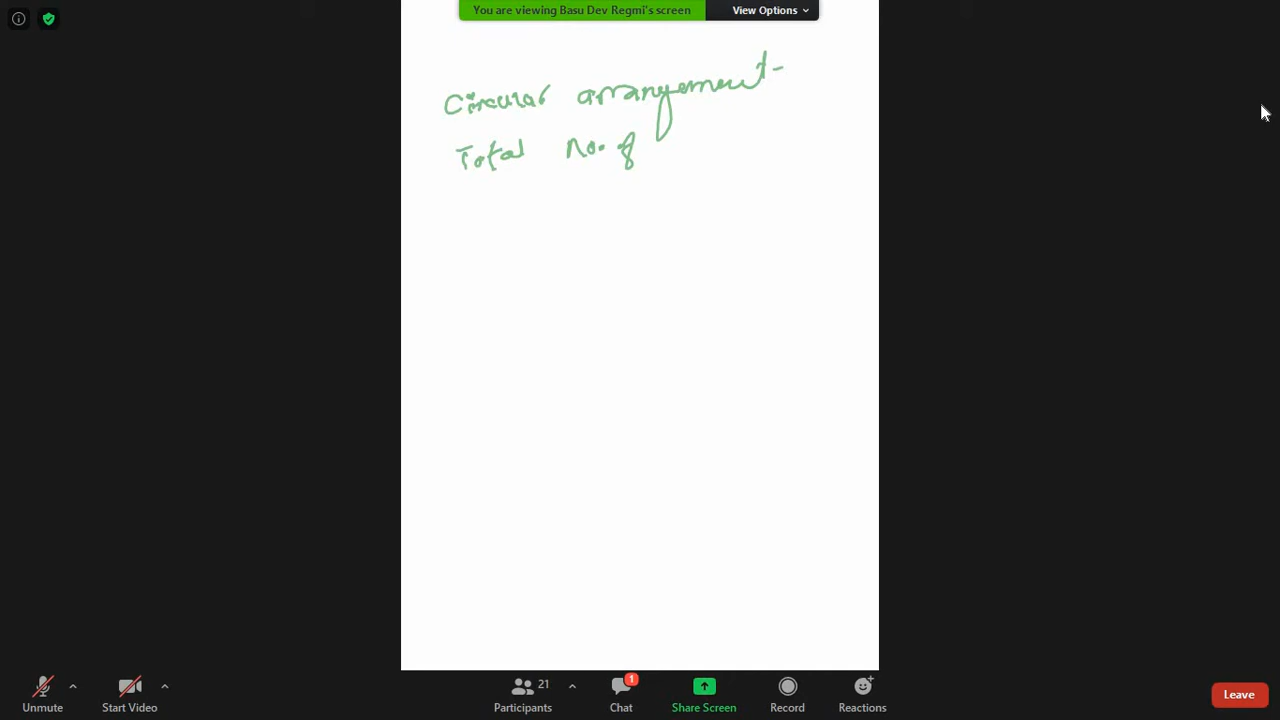 You are viewing Basu Dev Regmi's screen View Options
Circular arrangement -
Total No. of
21 1
Unmute Start Video Participants Chat Share Screen Record Reactions Leave